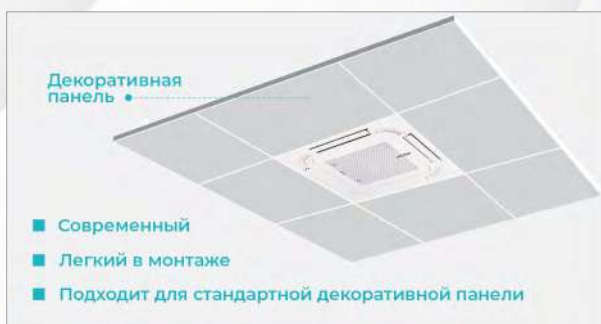 Декоративная
панель
Современный
Легкий в монтаже
Подходит для стандартной декоративной панели